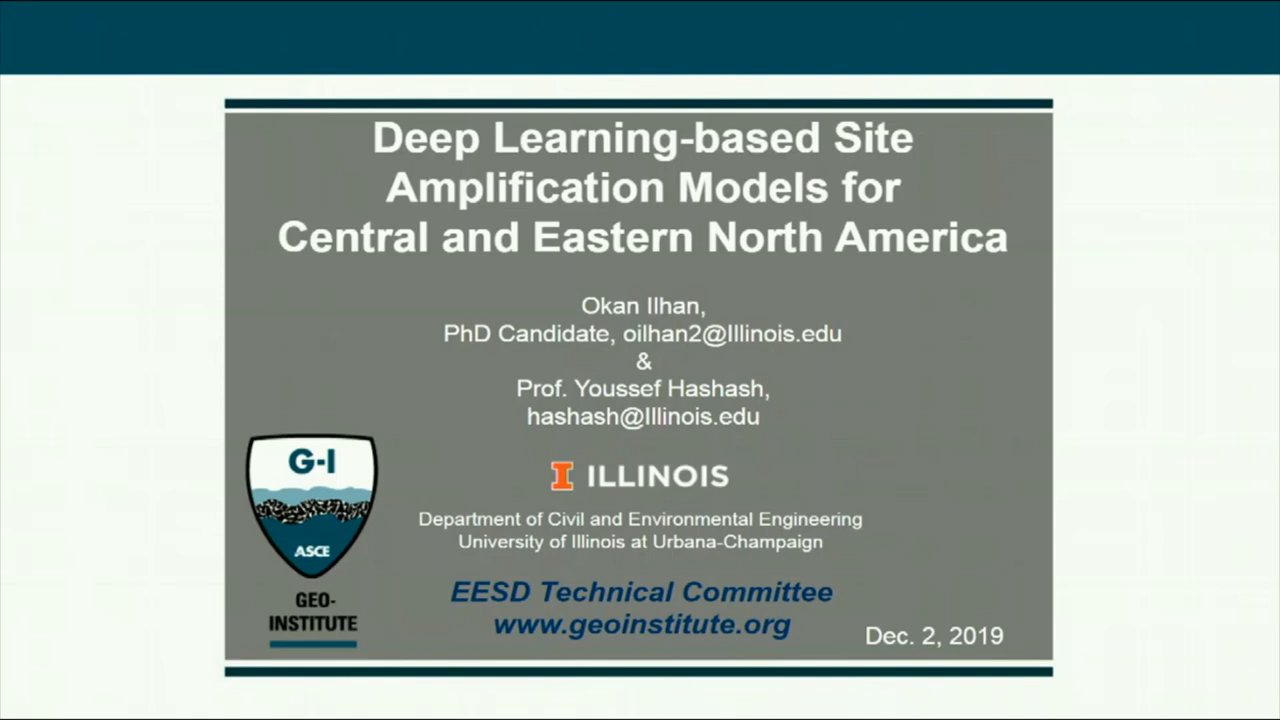 Deep Learning-based Site
Amplification Models for
Central and Eastern North America
Okan Ilhan,
PhD Candidate, oilhan2@Illinois.edu
&
Prof. Youssef Hashash,
hashash@Illinois.edu
I ILLINOIS
Department of Civil and Environmental Engineering
University of Illinois at Urbana-Champaign
G-I
ASCE
GEO-
INSTITUTE
EESD Technical Committee
www.geoinstitute.org
Dec. 2, 2019